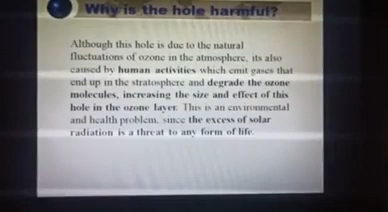 Why is the hole harmful?
Although this hole is due to the natural
fluctuations of ozone in the atmosphere, its also
caused by human activities which emit gases that
end up in the stratosphere and degrade the ozone
molecules, increasing the size and effect of this
hole in the ozone layer. This is an environmental
and health problem, since the excess of solar
radiation is a threat to any form of life.